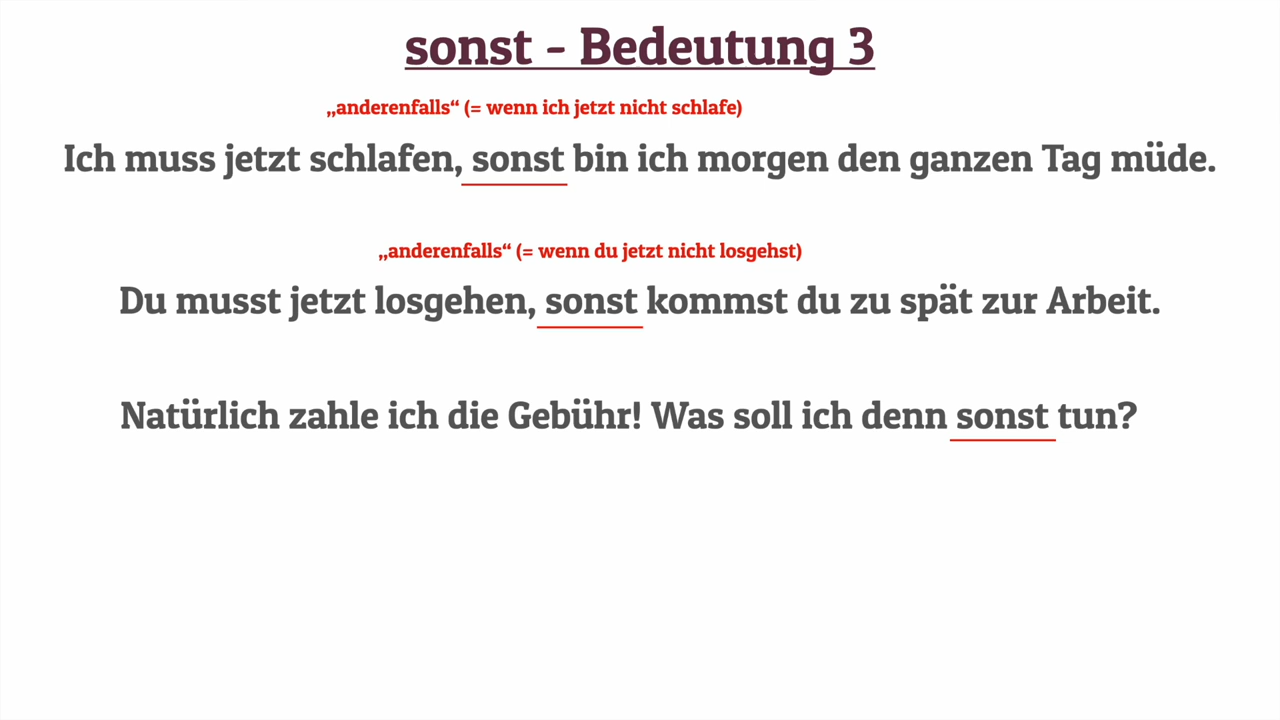 sonst - Bedeutung 3
„anderenfalls“ (= wenn ich jetzt nicht schlafe)
Ich muss jetzt schlafen, sonst bin ich morgen den ganzen Tag müde.
„anderenfalls“ (= wenn du jetzt nicht losgehst)
Du musst jetzt losgehen, sonst kommst du zu spät zur Arbeit.
Natürlich zahle ich die Gebühr! Was soll ich denn sonst tun?